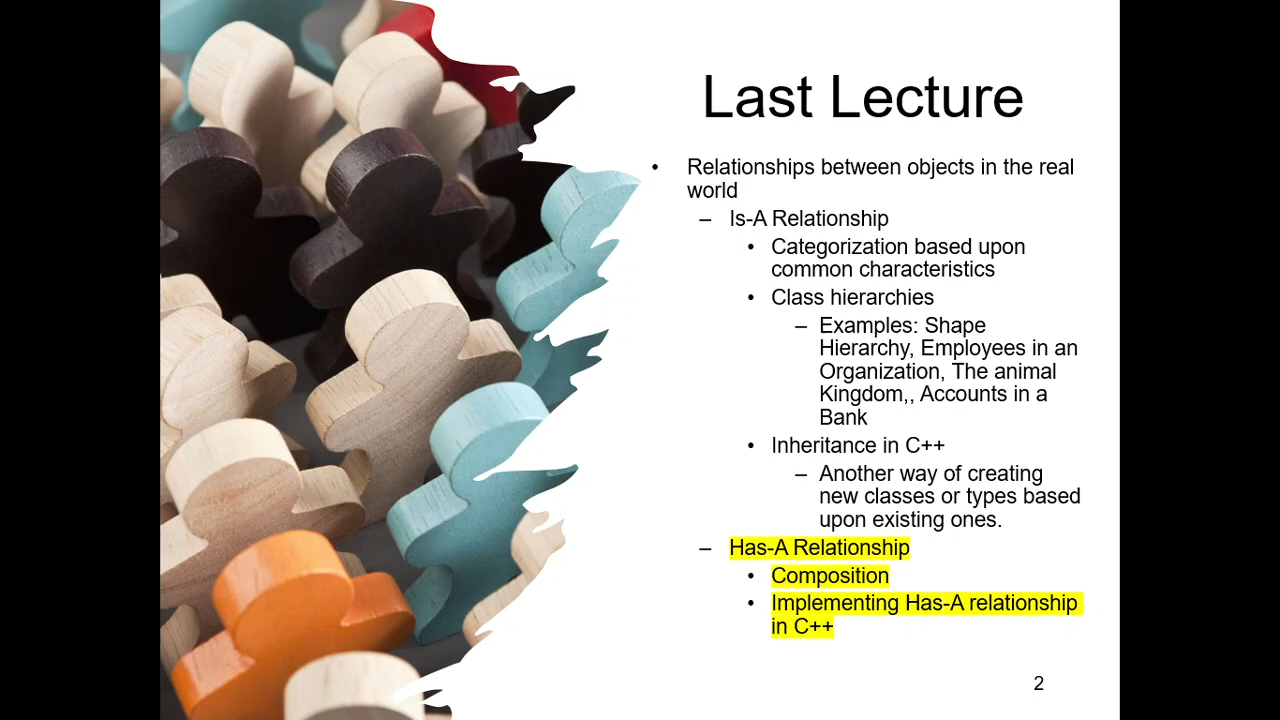 Last Lecture
• Relationships between objects in the real
world
– Is-A Relationship
• Categorization based upon
common characteristics
• Class hierarchies
– Examples: Shape
Hierarchy, Employees in an
Organization, The animal
Kingdom,, Accounts in a
Bank
• Inheritance in C++
– Another way of creating
new classes or types based
upon existing ones.
– Has-A Relationship
• Composition
• Implementing Has-A relationship
in C++
2